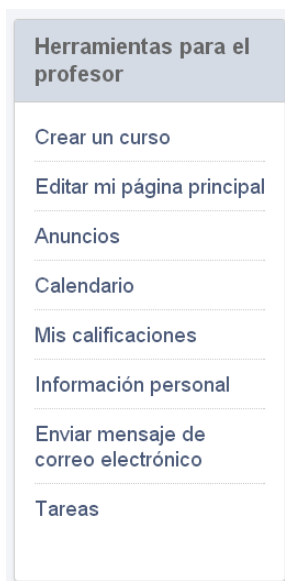 Herramientas para el
profesor
Crear un curso
Editar mi página principal
Anuncios
Calendario
Mis calificaciones
Información personal
Enviar mensaje de
correo electrónico
Tareas